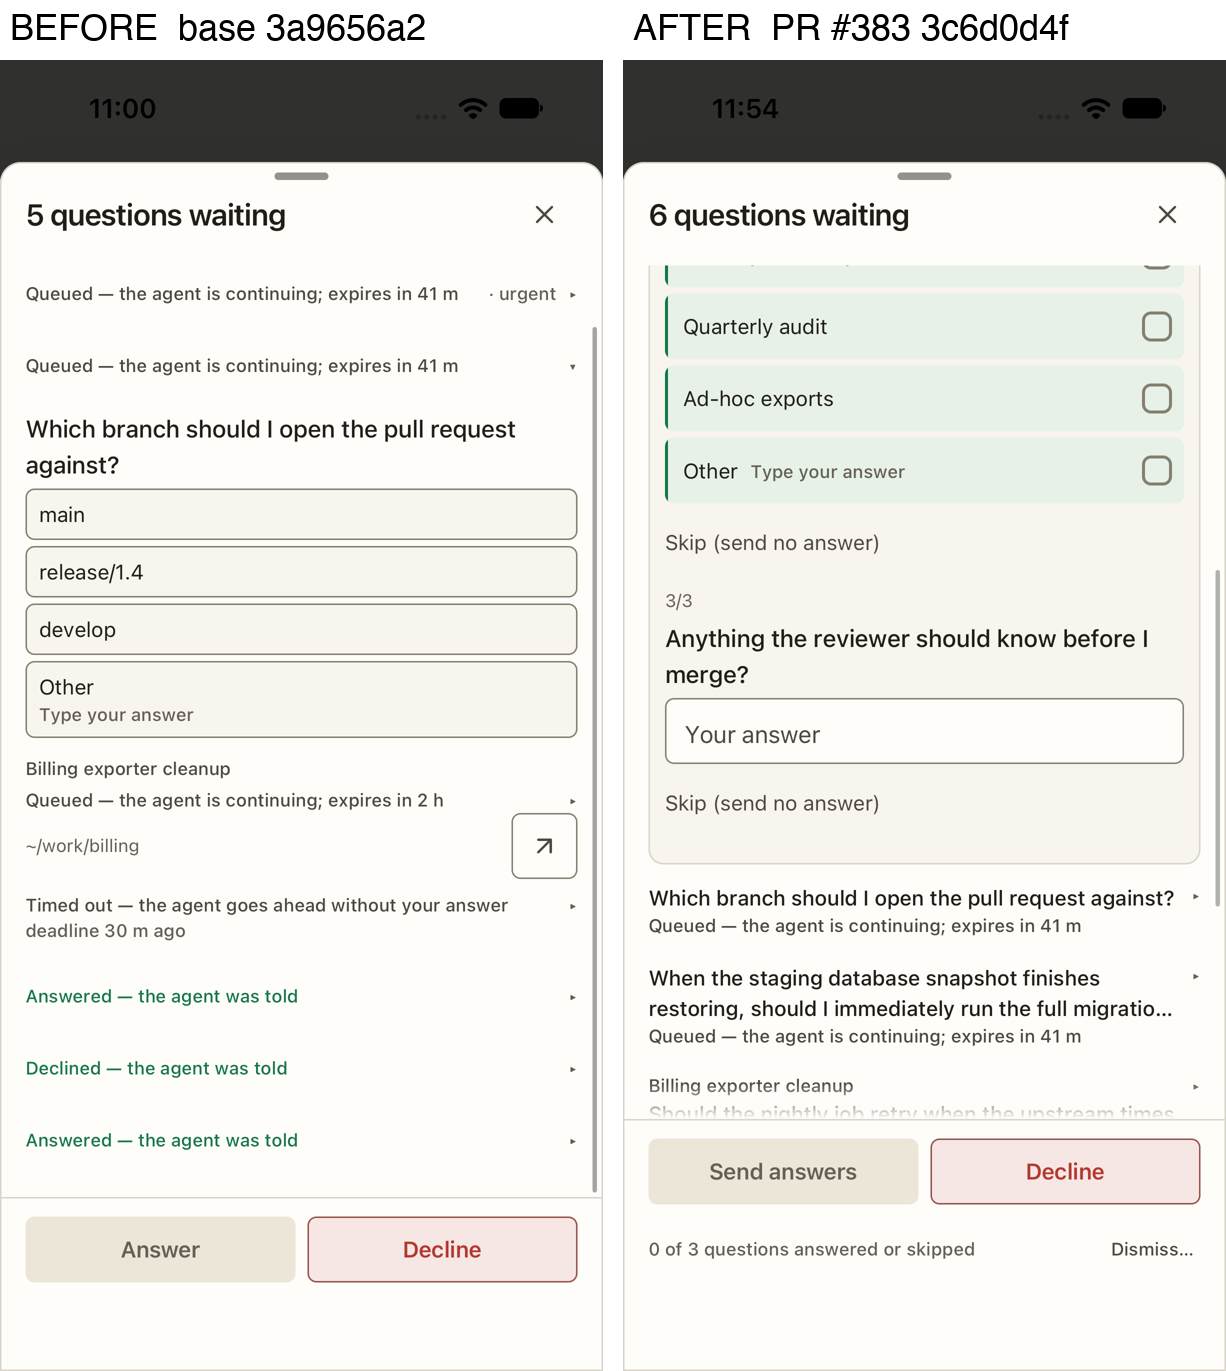 BEFORE base 3a9656a2
11:00
5 questions waiting
Queued — the agent is continuing; expires in 41 m · urgent
Queued — the agent is continuing; expires in 41 m
Which branch should I open the pull request
against?
main
release/1.4
develop
Other
Type your answer
Billing exporter cleanup
Queued — the agent is continuing; expires in 2 h
~/work/billing
Timed out — the agent goes ahead without your answer
deadline 30 m ago
Answered — the agent was told
Declined — the agent was told
Answered — the agent was told
Answer
Decline
AFTER PR #383 3c6d0d4f
11:54
6 questions waiting
Quarterly audit
Ad-hoc exports
Other Type your answer
Skip (send no answer)
3/3
Anything the reviewer should know before I
merge?
Your answer
Skip (send no answer)
Which branch should I open the pull request against?
Queued — the agent is continuing; expires in 41 m
When the staging database snapshot finishes
restoring, should I immediately run the full migratio...
Queued — the agent is continuing; expires in 41 m
Billing exporter cleanup
Should the nightly job retry when the upstream times
Send answers
Decline
0 of 3 questions answered or skipped
Dismiss...